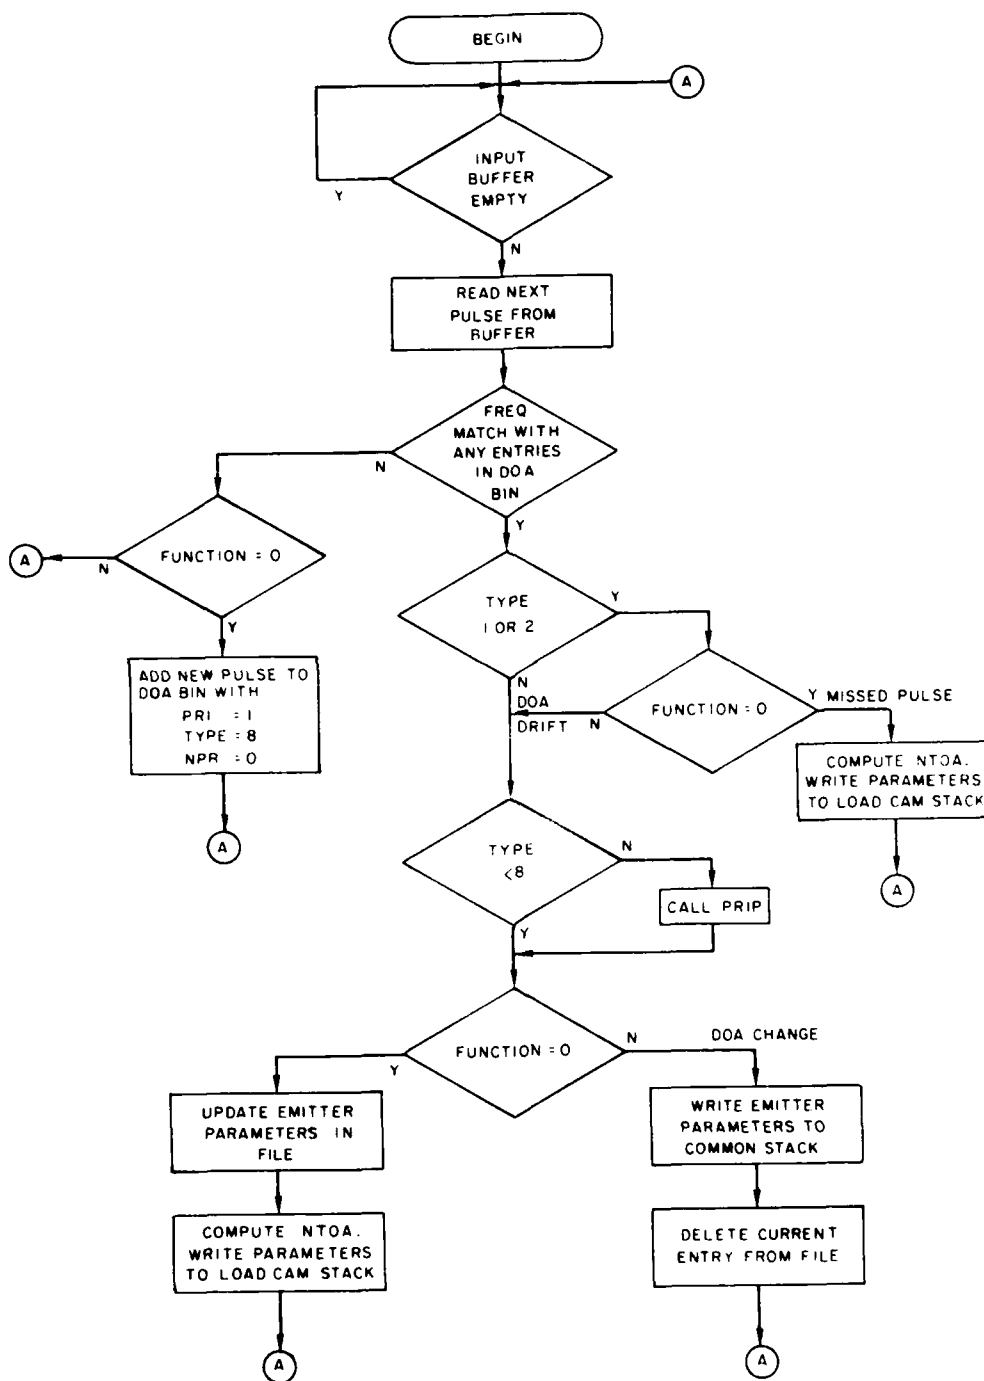 BEGIN
A
INPUT
BUFFER
EMPTY
Y
N
READ NEXT
PULSE FROM
BUFFER
FREQ
MATCH WITH
ANY ENTRIES
IN DOA
BIN
N
Y
FUNCTION = 0
A
N
Y
TYPE
1 OR 2
Y
N
ADD NEW PULSE TO
DOA BIN WITH
PRI = 1
TYPE = 8
NPR = 0
A
DOA
DRIFT
N
FUNCTION = 0
Y MISSED PULSE
COMPUTE NTOA.
WRITE PARAMETERS
TO LOAD CAM STACK
A
TYPE
<8
N
Y
CALL PRIP
FUNCTION = 0
Y
N
DOA CHANGE
UPDATE EMITTER
PARAMETERS IN
FILE
WRITE EMITTER
PARAMETERS TO
COMMON STACK
COMPUTE NTOA.
WRITE PARAMETERS
TO LOAD CAM STACK
DELETE CURRENT
ENTRY FROM FILE
A
A